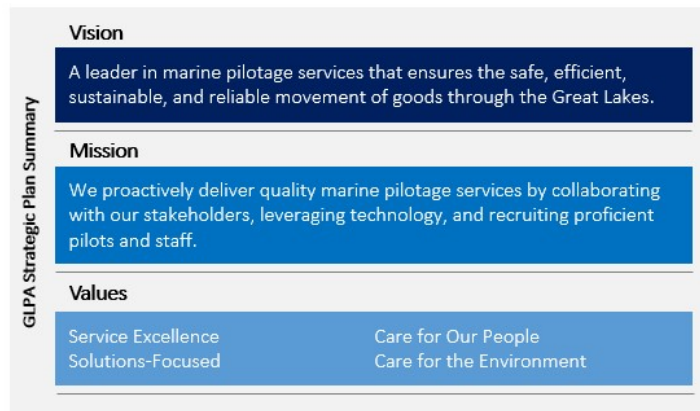 GLPA Strategic Plan Summary
Vision
A leader in marine pilotage services that ensures the safe, efficient,
sustainable, and reliable movement of goods through the Great Lakes.
Mission
We proactively deliver quality marine pilotage services by collaborating
with our stakeholders, leveraging technology, and recruiting proficient
pilots and staff.
Values
Service Excellence
Solutions-Focused
Care for Our People
Care for the Environment